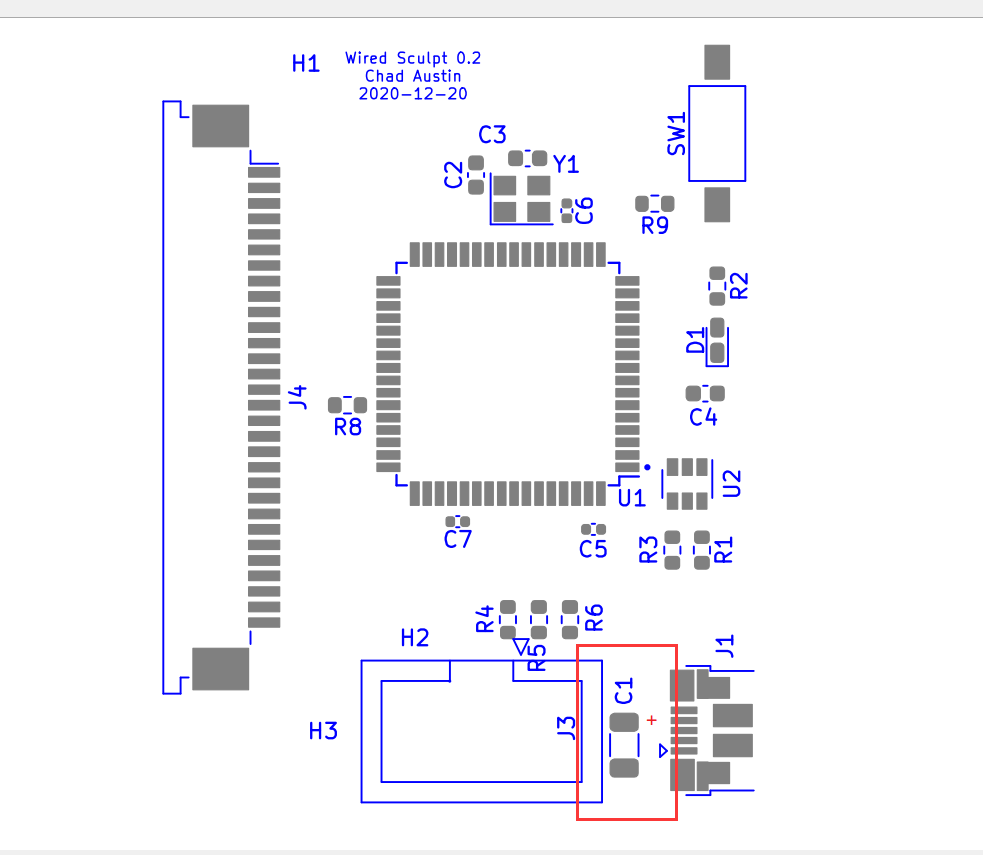 H1
Wired Sculpt 0.2
Chad Austin
2020-12-20
C3
SW1
C2
Y1
C6
R9
R2
D1
J4
C4
R8
U2
U1
C7
C5
R3
R1
R4
R6
H2
R5
J1
C1
+
H3
J3